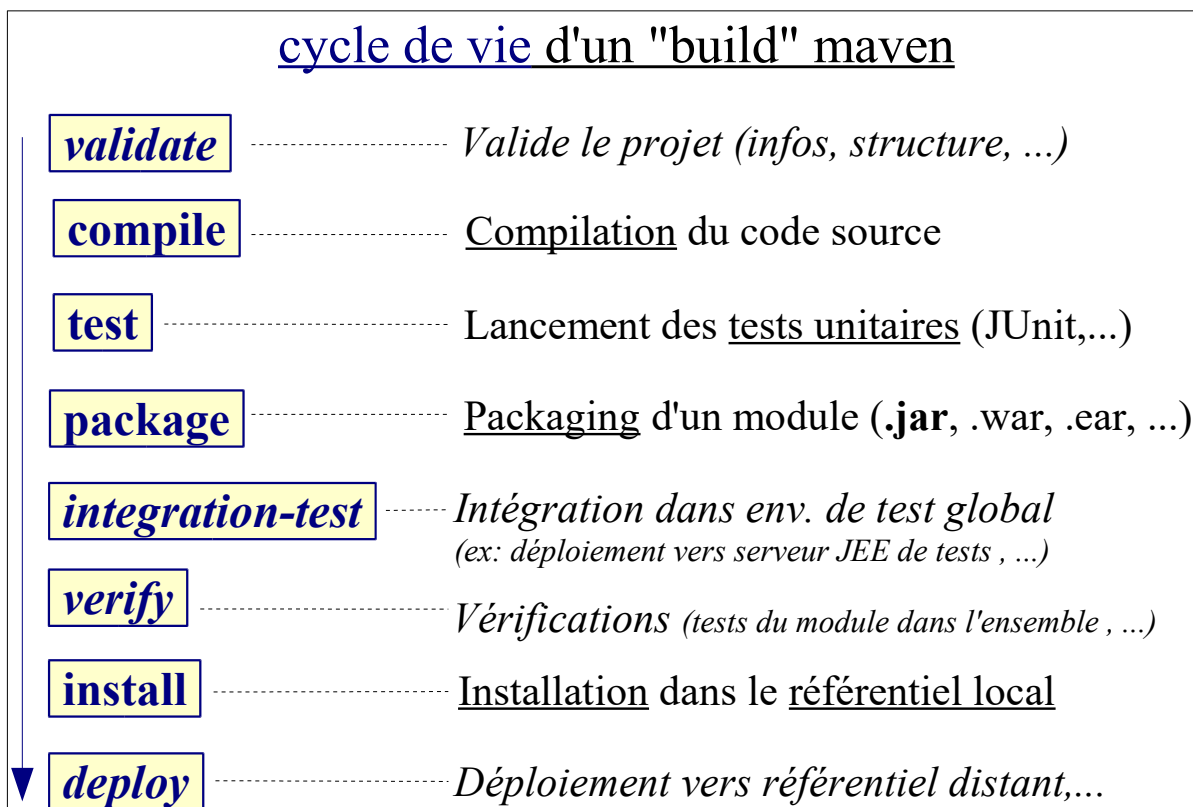 cycle de vie d'un "build" maven
validate Valide le projet (infos, structure, ...)
compile Compilation du code source
test Lancement des tests unitaires (JUnit,...)
package Packaging d'un module (.jar, .war, .ear, ...)
integration-test Intégration dans env. de test global
(ex: déploiement vers serveur JEE de tests , ...)
verify Vérifications (tests du module dans l'ensemble , ...)
install Installation dans le référentiel local
deploy Déploiement vers référentiel distant,...